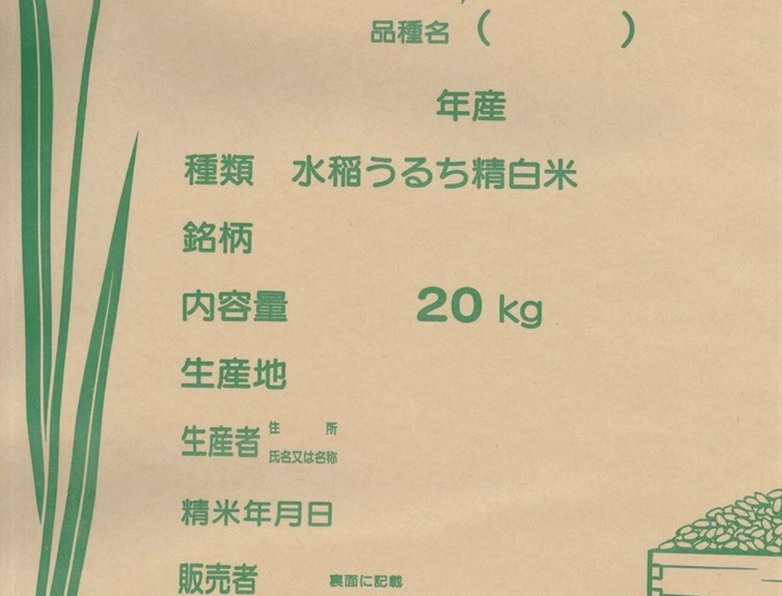 品種名 （ ）
年産
種類 水稲うるち精白米
銘柄
内容量 20 kg
生産地
生産者 住 所
氏名又は名称
精米年月日
販売者 裏面に記載